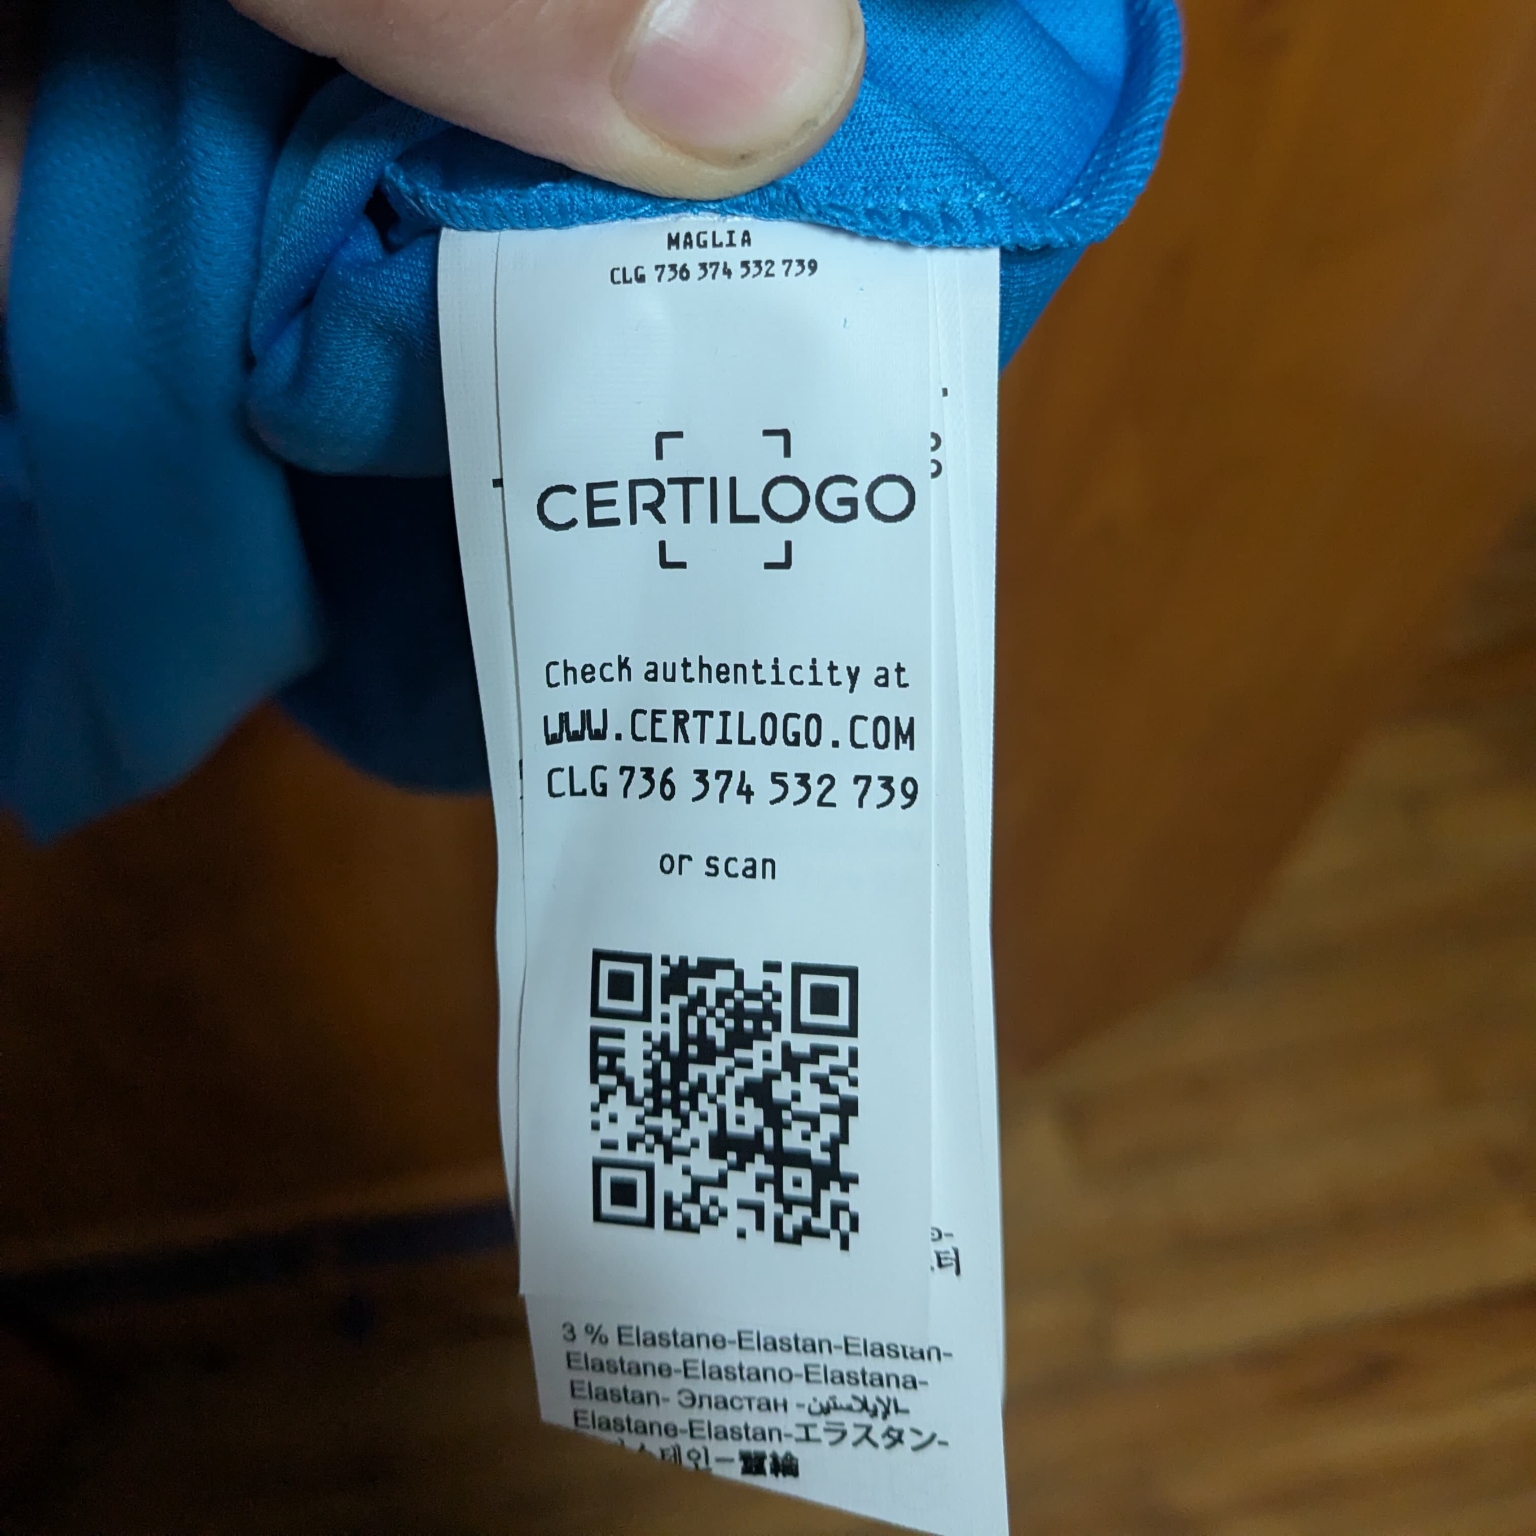 MAGLIA
CLG 736 374 532 739
CERTILOGO
Check authenticity at
WWW.CERTILOGO.COM
CLG 736 374 532 739
or scan
3 % Elastane-Elastan-Elastan-
Elastane-Elastano-Elastana-
Elastan- Эластан -الإيلاستين
Elastane-Elastan-エラスタン-